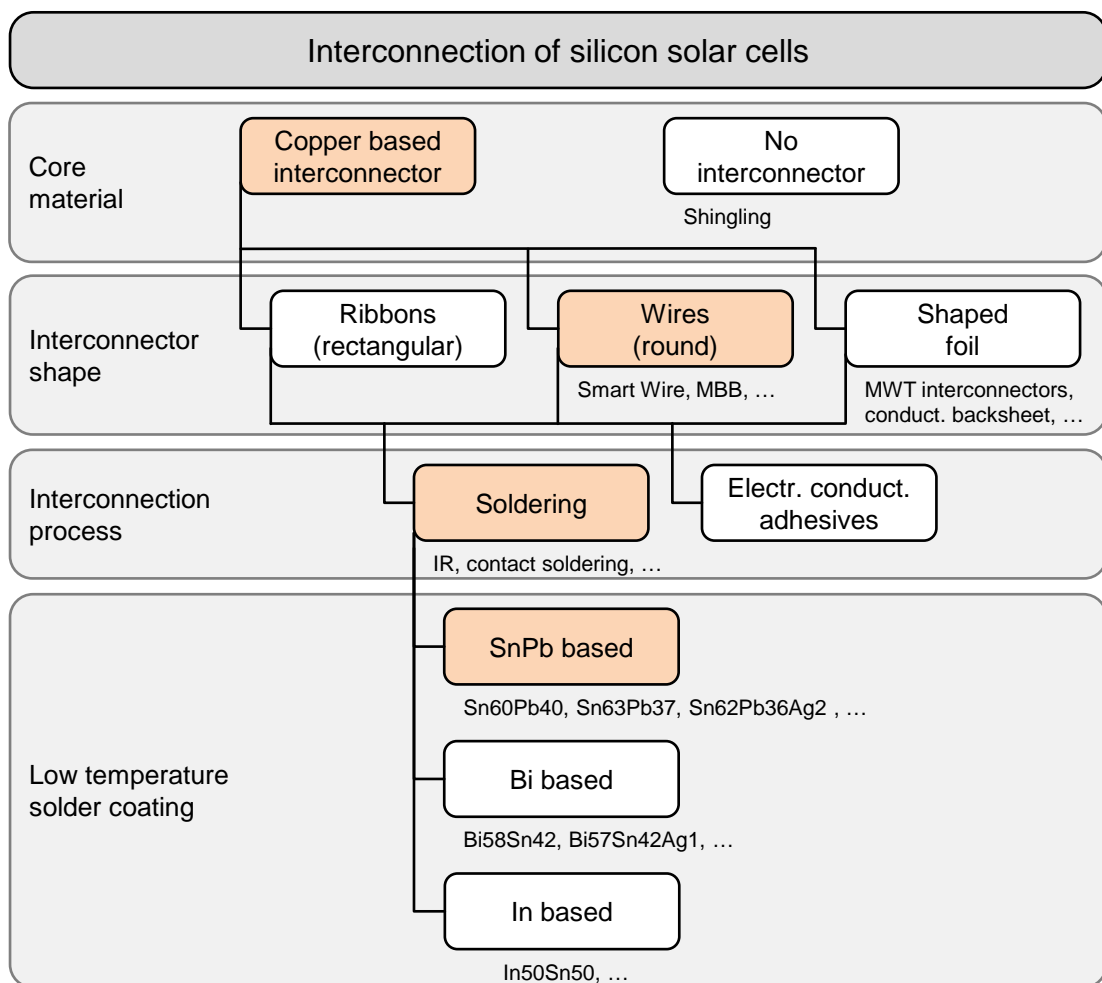 Interconnection of silicon solar cells
Core
material
Copper based
interconnector
No
interconnector
Shingling
Interconnector
shape
Ribbons
(rectangular)
Wires
(round)
Shaped
foil
Smart Wire, MBB, …
MWT interconnectors,
conduct. backsheet, …
Interconnection
process
Soldering
Electr. conduct.
adhesives
IR, contact soldering, …
Low temperature
solder coating
SnPb based
Sn60Pb40, Sn63Pb37, Sn62Pb36Ag2 , …
Bi based
Bi58Sn42, Bi57Sn42Ag1, …
In based
In50Sn50, …